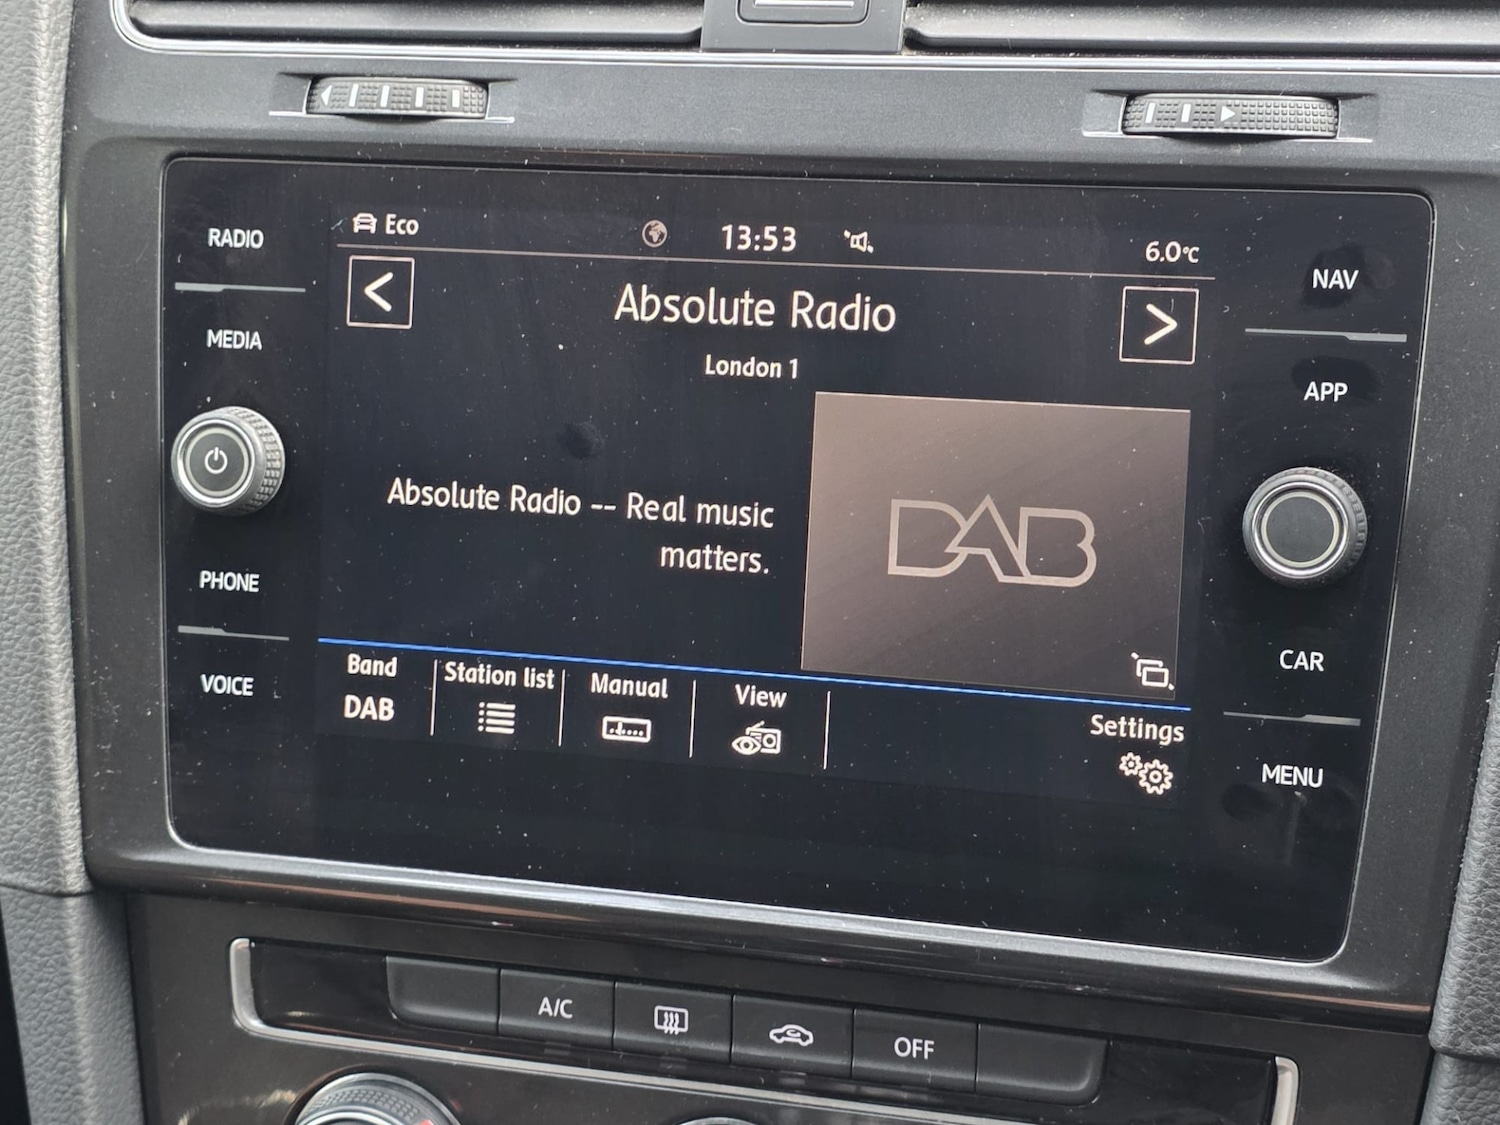 RADIO
MEDIA
PHONE
VOICE
Eco
13:53
6.0°C
<
Absolute Radio
>
London 1
Absolute Radio -- Real music
matters.
DAB
Band
DAB
Station list
Manual
View
Settings
NAV
APP
CAR
MENU
A/C
OFF